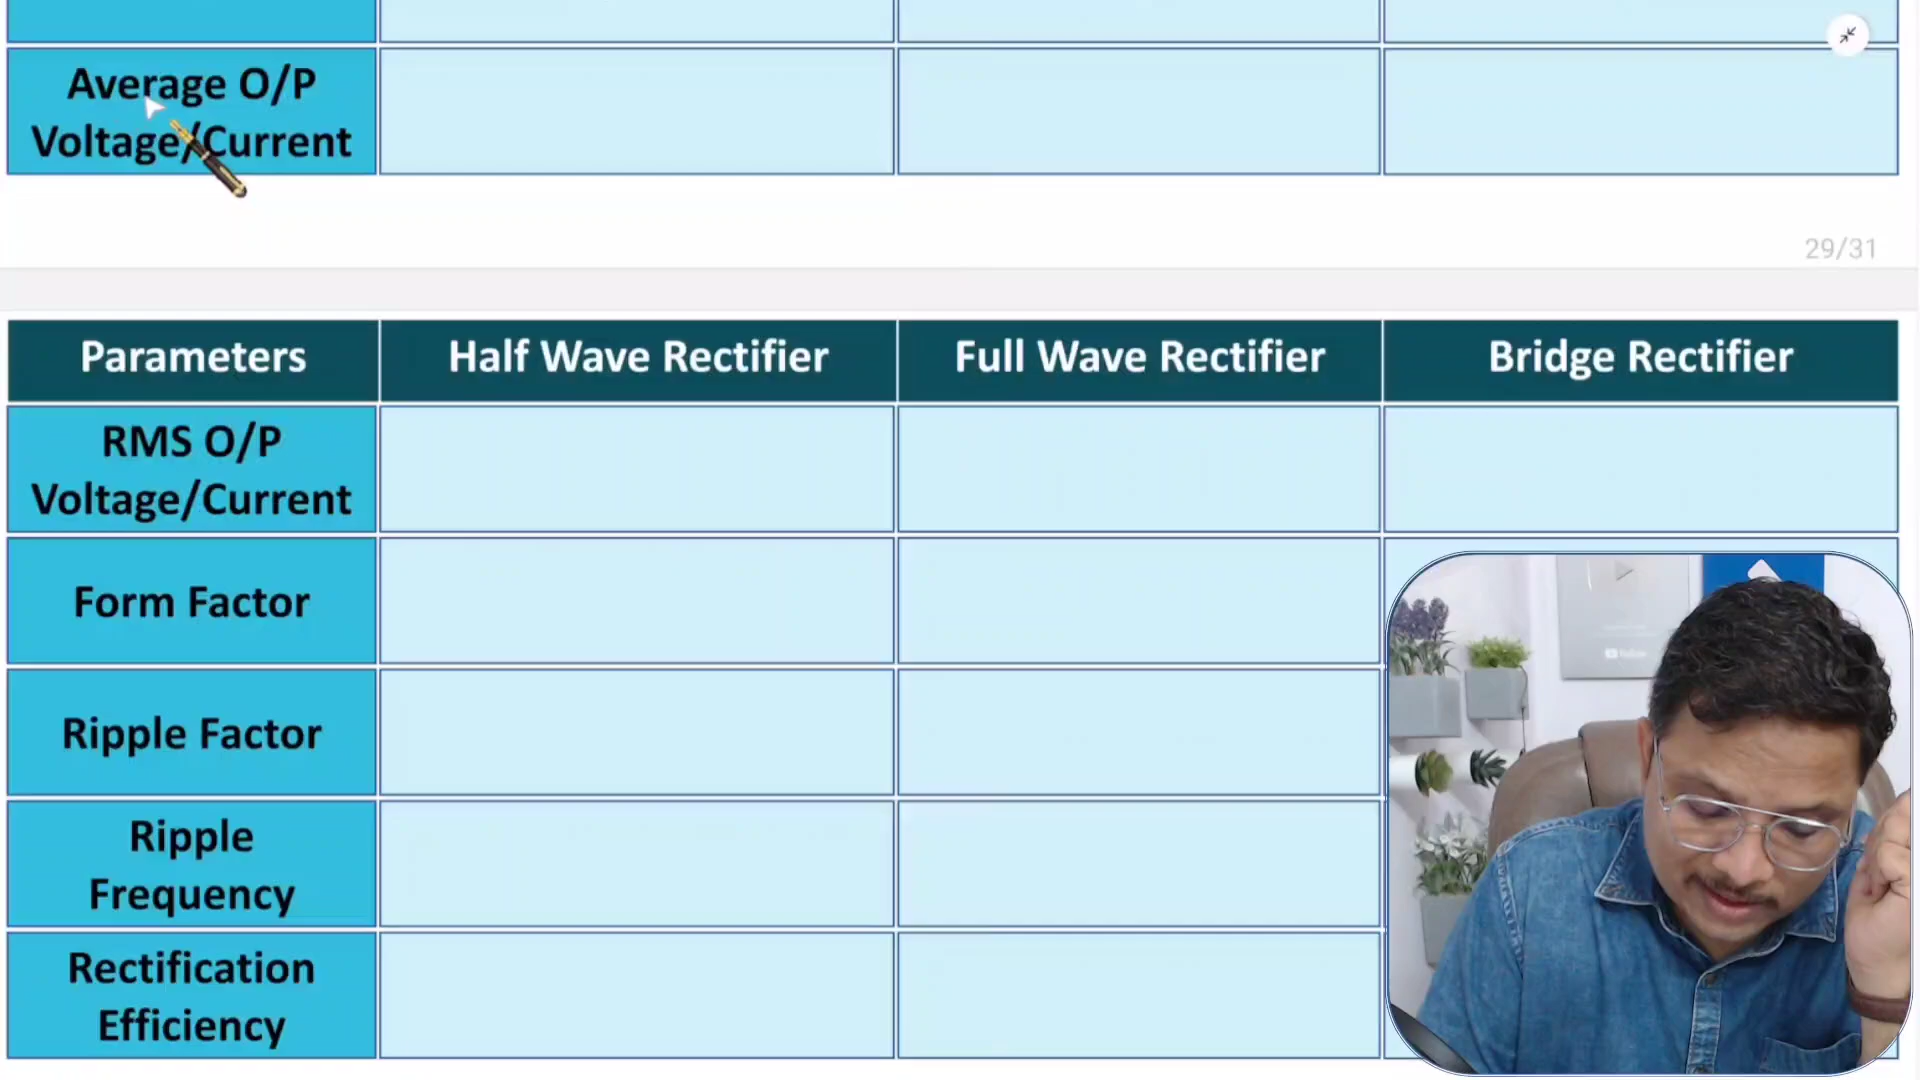 Average O/P
Voltage/Current
29/31
Parameters
Half Wave Rectifier
Full Wave Rectifier
Bridge Rectifier
RMS O/P
Voltage/Current
Form Factor
Ripple Factor
Ripple
Frequency
Rectification
Efficiency